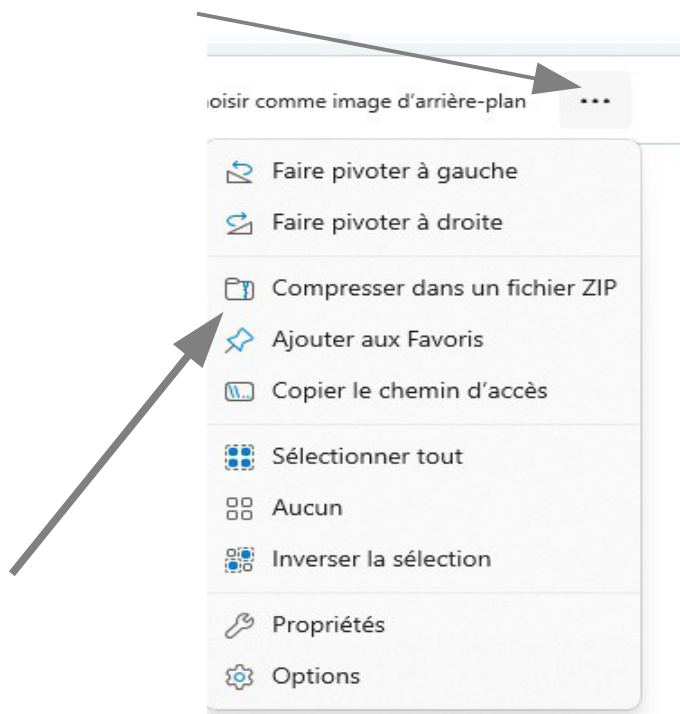 oisir comme image d’arrière-plan
Faire pivoter à gauche
Faire pivoter à droite
Compresser dans un fichier ZIP
Ajouter aux Favoris
Copier le chemin d’accès
Sélectionner tout
Aucun
Inverser la sélection
Propriétés
Options